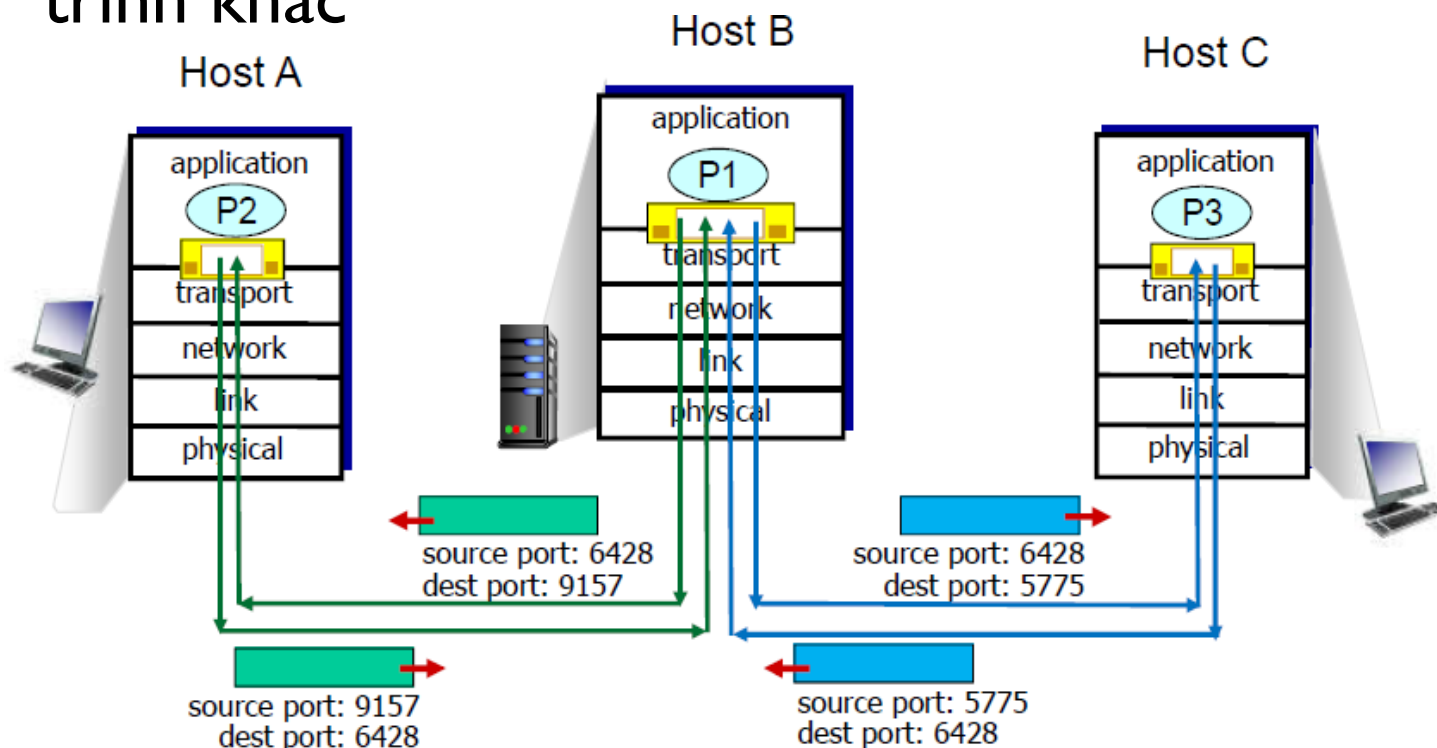 trình khác
Host A
Host B
Host C
application
P2
transport
network
link
physical
application
P1
transport
network
link
physical
application
P3
transport
network
link
physical
source port: 6428
dest port: 9157
source port: 6428
dest port: 5775
source port: 9157
dest port: 6428
source port: 5775
dest port: 6428